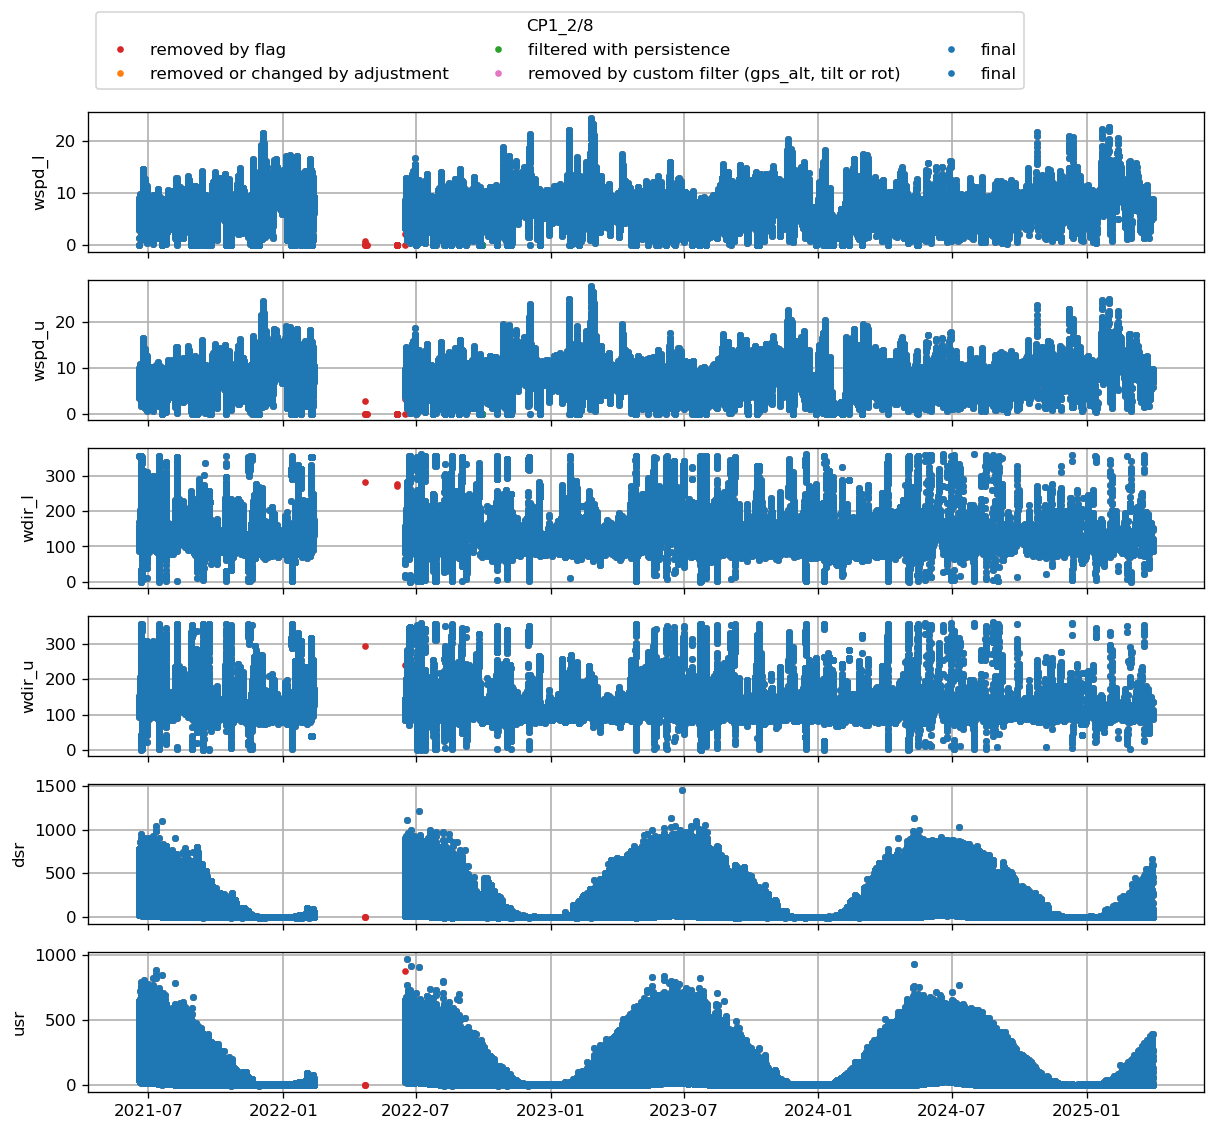 CP1_2/8
removed by flag
filtered with persistence
final
removed or changed by adjustment
removed by custom filter (gps_alt, tilt or rot)
final
wspd_l
20
10
0
wspd_u
20
10
0
wdir_l
300
200
100
0
wdir_u
300
200
100
0
dsr
1500
1000
500
0
usr
1000
500
0
2021-07 2022-01 2022-07 2023-01 2023-07 2024-01 2024-07 2025-01